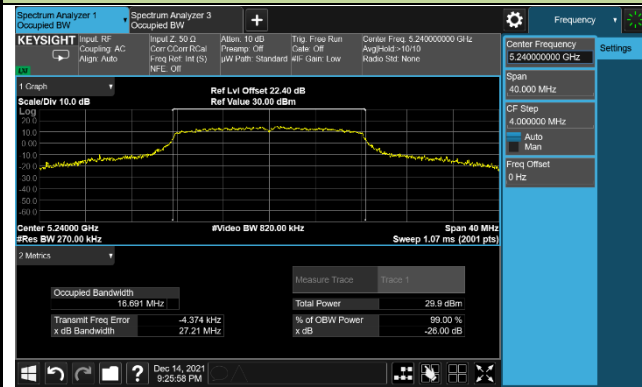 Spectrum Analyzer 1
Occupied BW
Spectrum Analyzer 3
Occupied BW
+
Frequency
KEYSIGHT
Input: RF
Coupling: AC
Align: Auto
Input Z: 50 Ω
Corr CCorr RCal
Freq Ref: Int (S)
NFE: Off
Atten: 10 dB
Preamp: Off
µW Path: Standard
Trig: Free Run
Gate: Off
#IF Gain: Low
Center Freq: 5.240000000 GHz
Avg|Hold:>10/10
Radio Std: None
LXI
Center Frequency
5.240000000 GHz
Settings
Span
40.000 MHz
CF Step
4.000000 MHz
Auto
Man
Freq Offset
0 Hz
1 Graph
Scale/Div 10.0 dB
Ref Lvl Offset 22.40 dB
Ref Value 30.00 dBm
Log
20.0
10.0
0.00
-10.0
-20.0
-30.0
-40.0
-50.0
-60.0
Center 5.24000 GHz
#Res BW 270.00 kHz
#Video BW 820.00 kHz
Span 40 MHz
Sweep 1.07 ms (2001 pts)
2 Metrics
Measure Trace
Trace 1
Occupied Bandwidth
16.691 MHz
Total Power
29.9 dBm
Transmit Freq Error
-4.374 kHz
% of OBW Power
99.00 %
x dB Bandwidth
27.21 MHz
x dB
-26.00 dB
?
Dec 14, 2021
9:25:58 PM